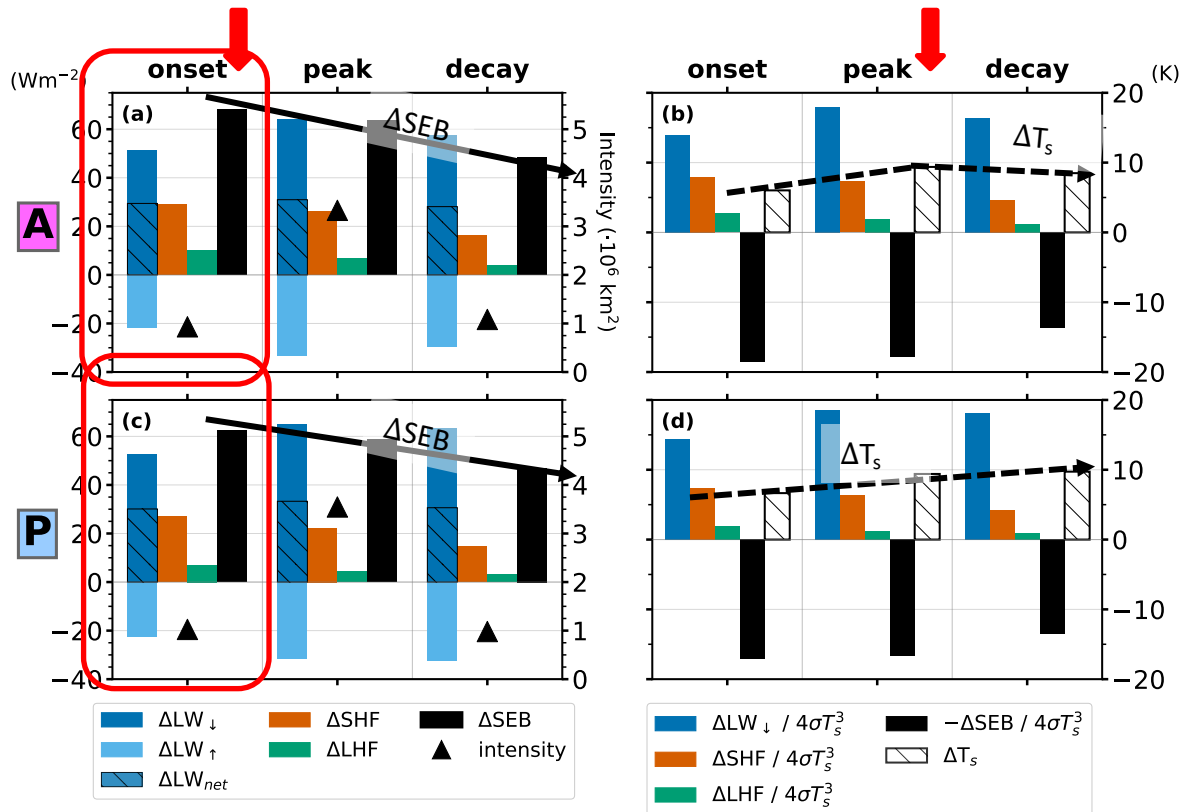 onset peak decay onset peak decay
(Wm⁻²) (K)
(a) ΔSEB (b) ΔTₛ
60 40 20 0 −20 −40
5 4 3 2 1 0
Intensity (·10⁶ km²)
20 10 0 −10 −20
A
(c) ΔSEB (d) ΔTₛ
60 40 20 0 −20 −40
5 4 3 2 1 0
20 10 0 −10 −20
P
ΔLW↓ ΔSHF ΔSEB
ΔLW↑ ΔLHF intensity
ΔLWₙₑₜ
ΔLW↓ / 4σTₛ³ −ΔSEB / 4σTₛ³
ΔSHF / 4σTₛ³ ΔTₛ
ΔLHF / 4σTₛ³